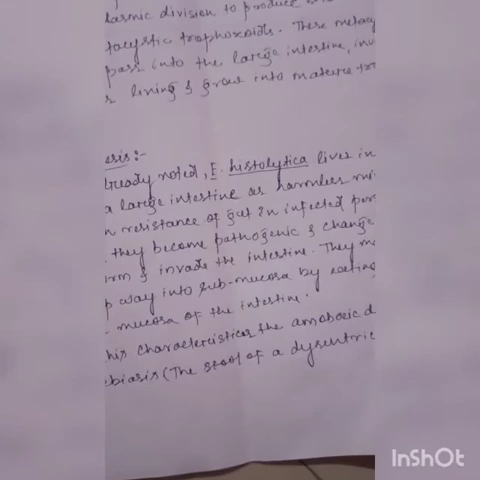 plasmic division to produce
tacystic trophozoids. These metacy
pass into the large intestine, inv
lining & grow into mature tro
esis:-
lready noted, E. histolytica lives in
a large intestine as harmless
n resistance of gut In infected per
they become pathogenic & change
orm & invade the intestine. They m
p way into sub-mucosa by eating
mucosa of the intestine.
his characteristics the amoebic d
ebiasis (The stool of a dysentric
InShOt